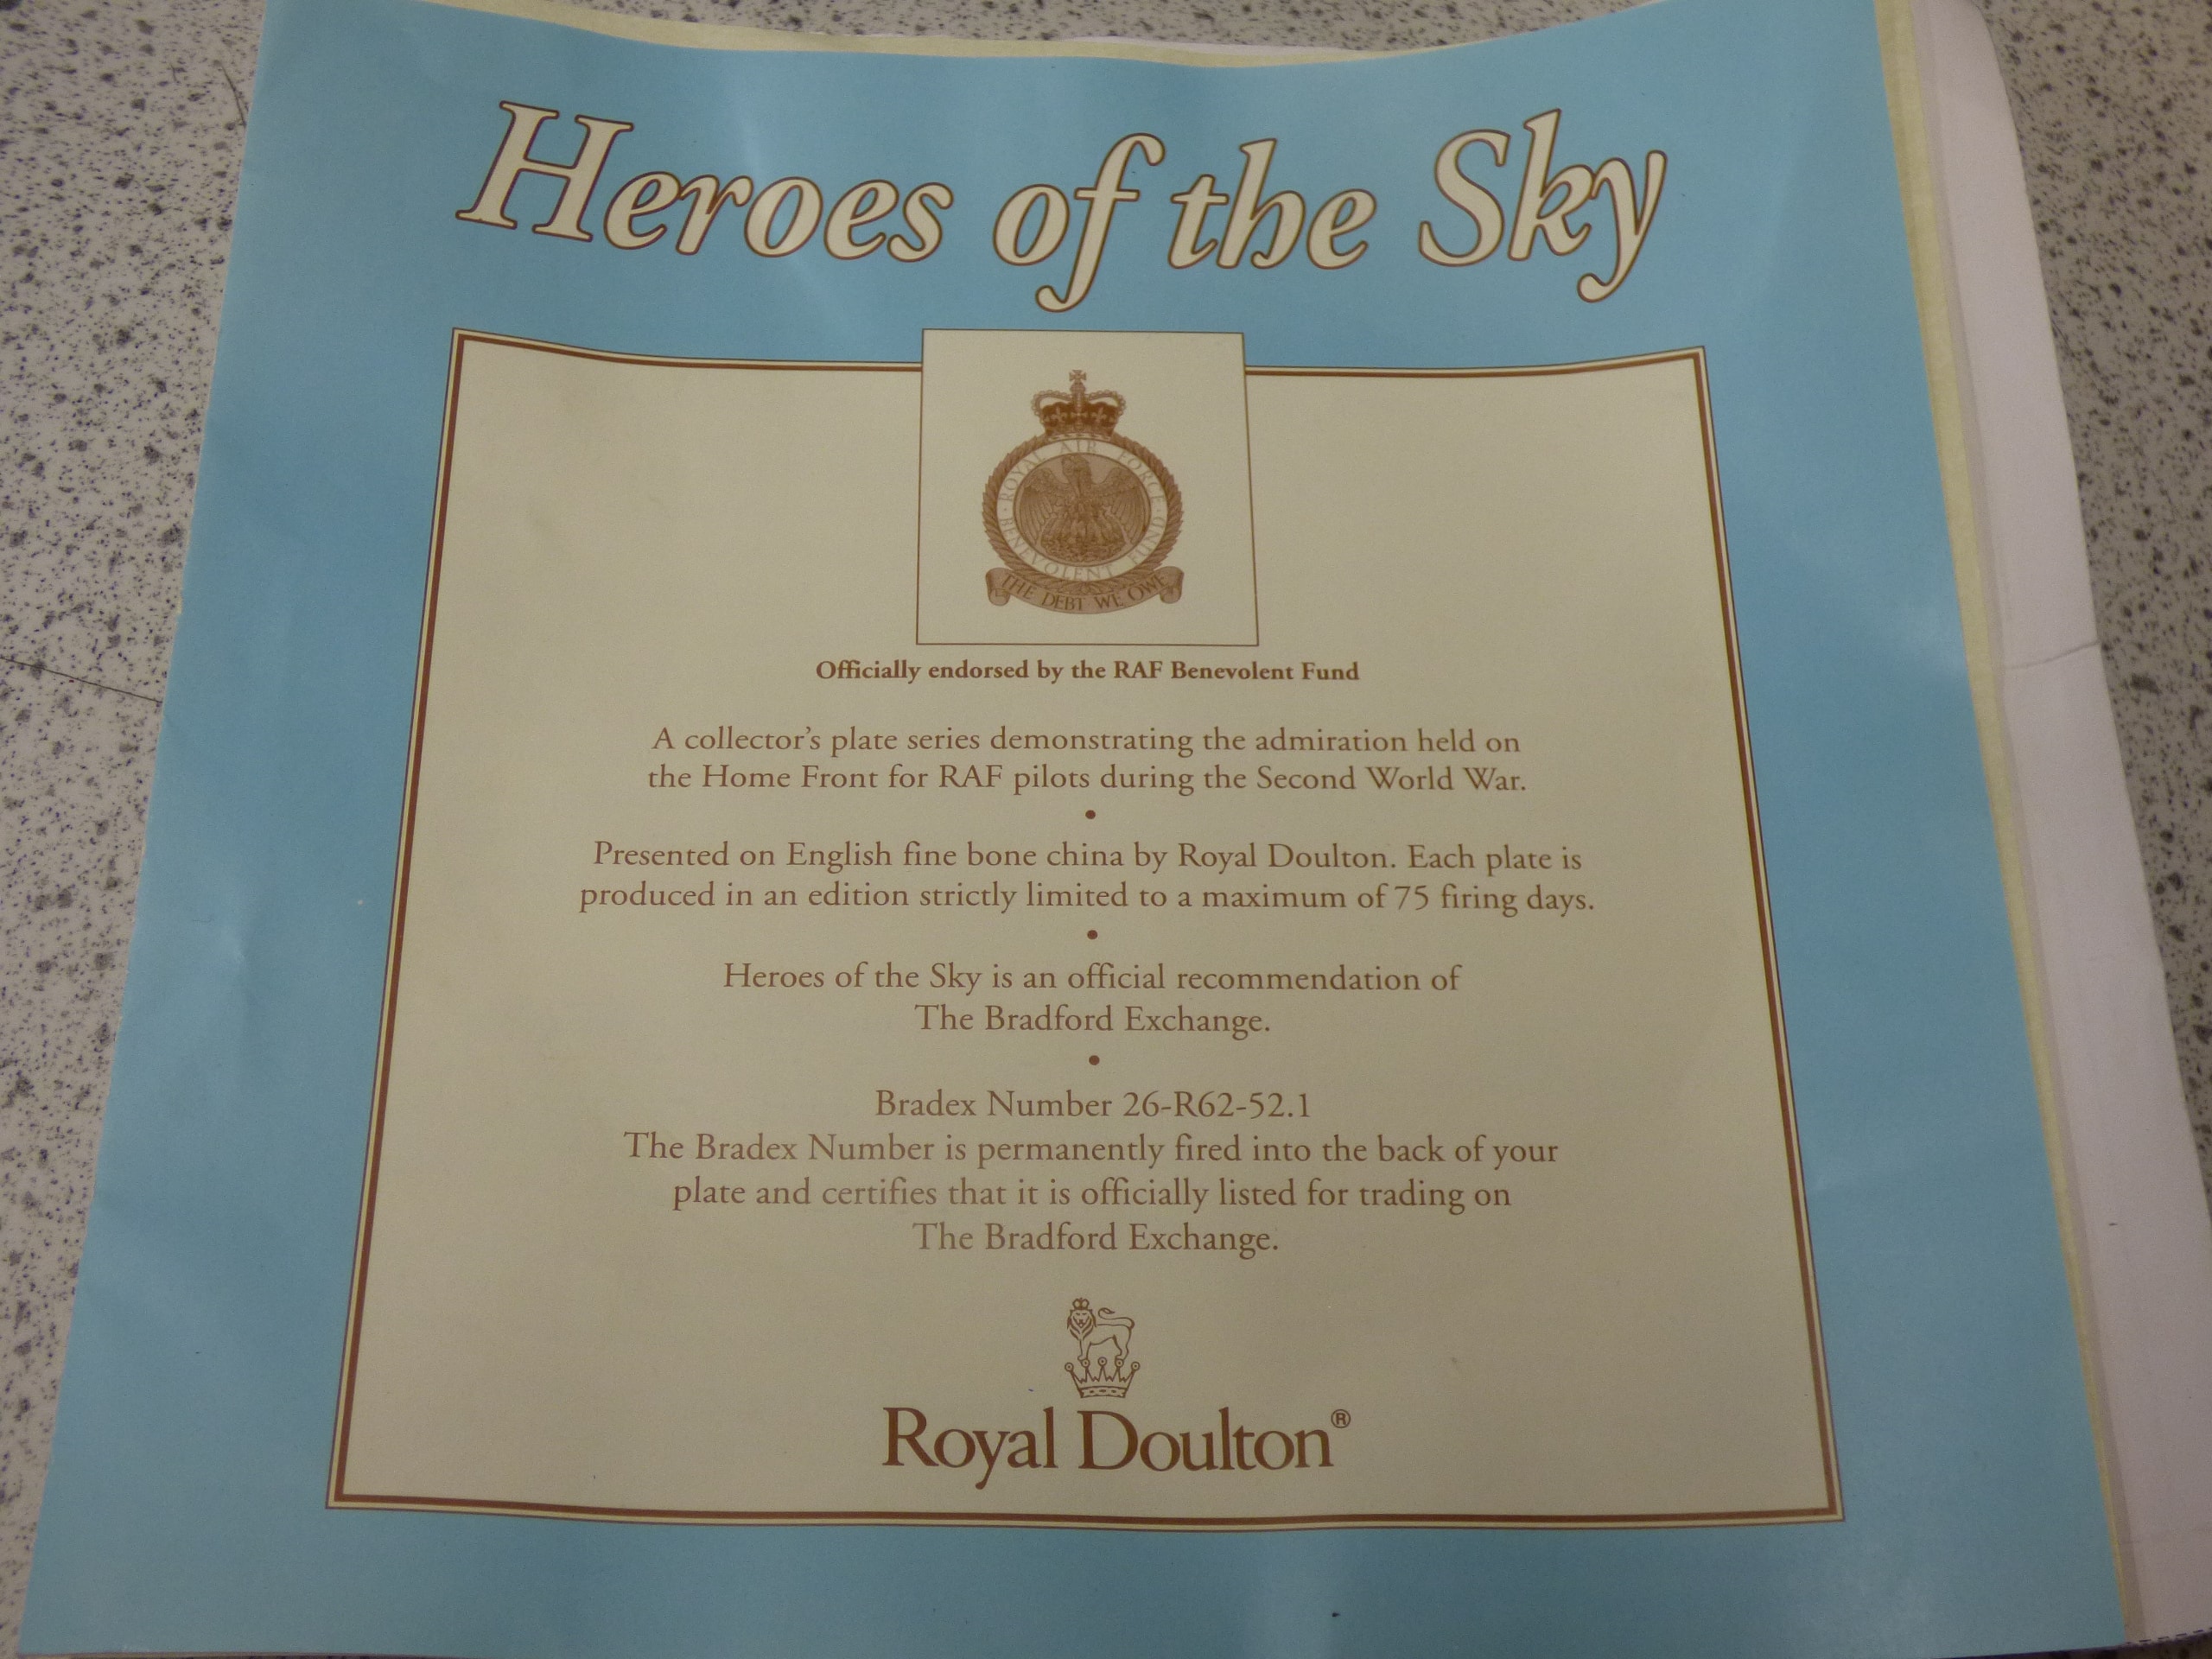 Heroes of the Sky
ROYAL AIR FORCE
BENEVOLENT FUND
THE DEBT WE OWE
Officially endorsed by the RAF Benevolent Fund
A collector's plate series demonstrating the admiration held on
the Home Front for RAF pilots during the Second World War.
•
Presented on English fine bone china by Royal Doulton. Each plate is
produced in an edition strictly limited to a maximum of 75 firing days.
•
Heroes of the Sky is an official recommendation of
The Bradford Exchange.
•
Bradex Number 26-R62-52.1
The Bradex Number is permanently fired into the back of your
plate and certifies that it is officially listed for trading on
The Bradford Exchange.
Royal Doulton®